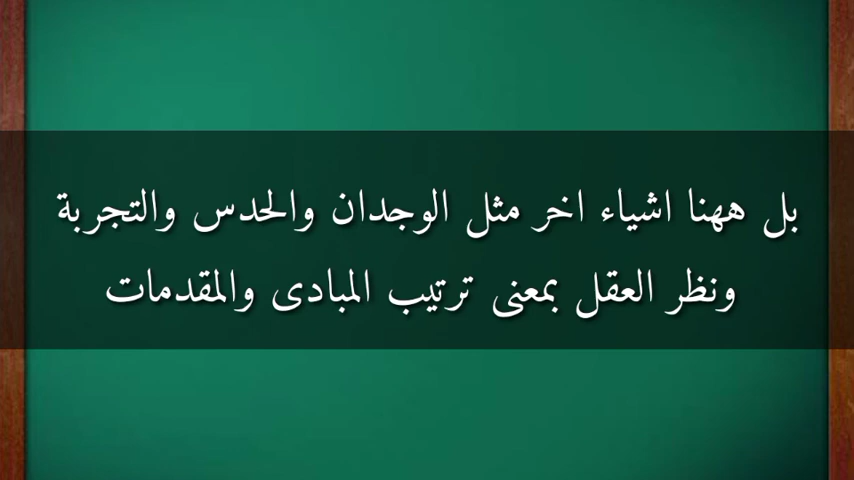 بل ههنا اشياء اخر مثل الوجدان والحدس والتجربة
ونظر العقل بمعنى ترتيب المبادى والمقدمات